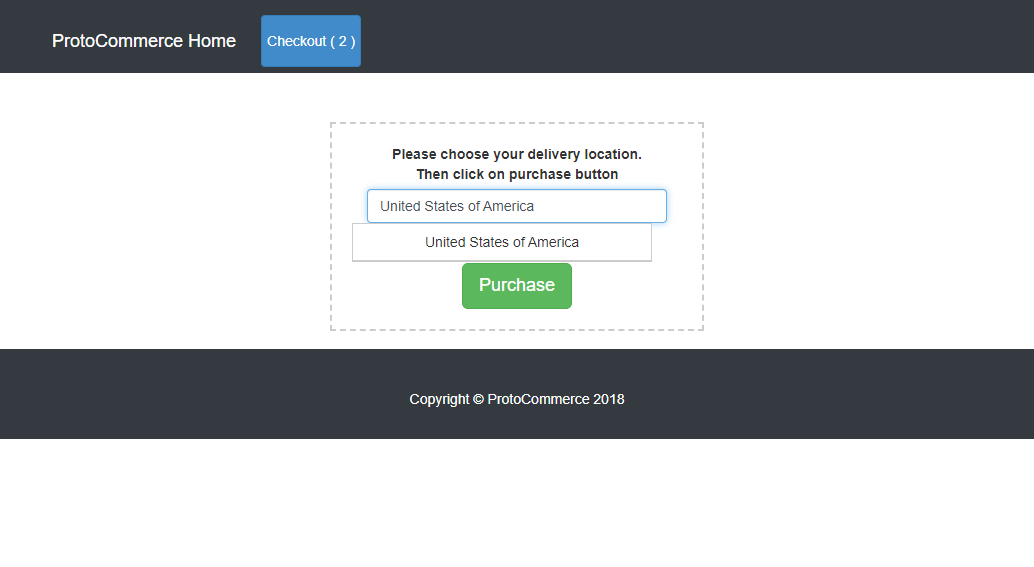 ProtoCommerce Home
Checkout ( 2 )
Please choose your delivery location.
Then click on purchase button
United States of America
United States of America
Purchase
Copyright © ProtoCommerce 2018